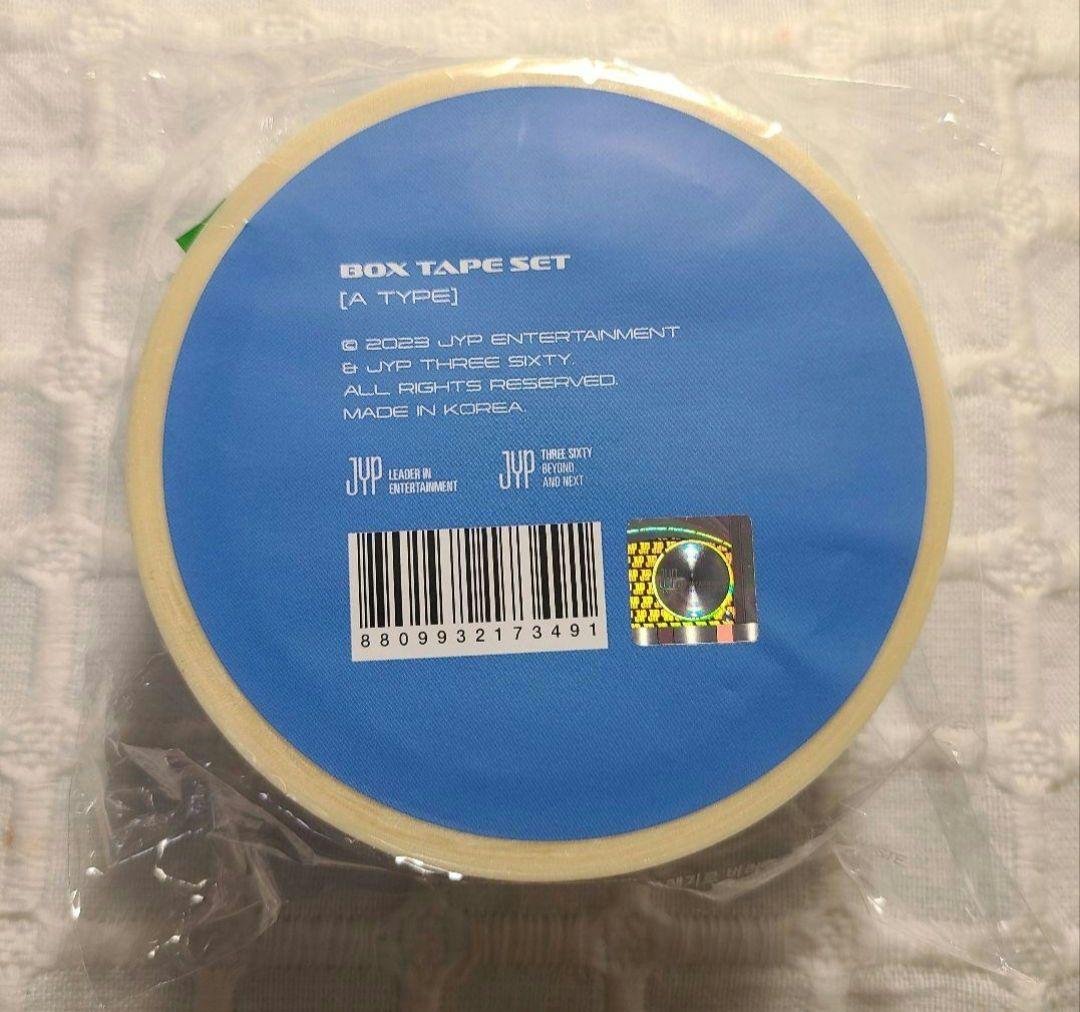 BOX TAPE SET
[A TYPE]
© 2023 JYP ENTERTAINMENT
& JYP THREE SIXTY.
ALL RIGHTS RESERVED.
MADE IN KOREA.
JYP LEADER IN
ENTERTAINMENT
JYP THREE SIXTY
BEYOND
AND NEXT
8809932173491